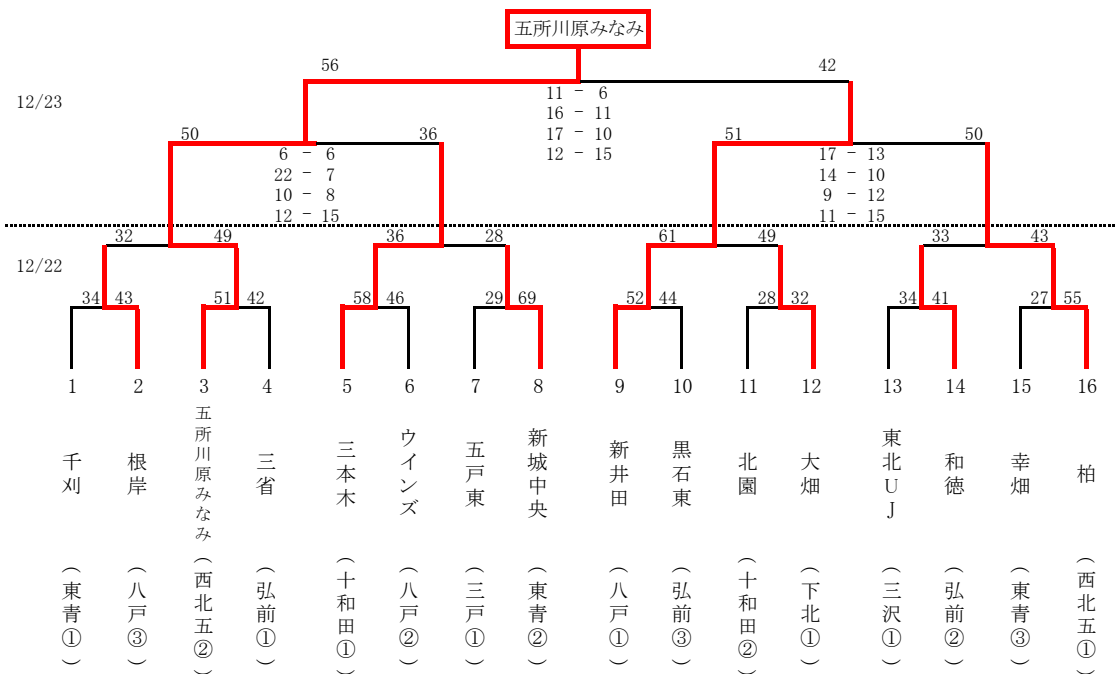 五所川原みなみ
56 42
12/23
11 - 6
16 - 11
17 - 10
12 - 15
50 36 51 50
6 - 6
22 - 7
10 - 8
12 - 15
17 - 13
14 - 10
9 - 12
11 - 15
32 49 36 28 61 49 33 43
12/22
34 43 51 42 58 46 29 69 52 44 28 32 34 41 27 55
1 2 3 4 5 6 7 8 9 10 11 12 13 14 15 16
千刈
根岸
五所川原みなみ
三省
三本木
ウインズ
五戸東
新城中央
新井田
黒石東
北園
大畑
東北UJ
和徳
幸畑
柏
(東青①)
(八戸③)
(西北五②)
(弘前①)
(十和田①)
(八戸②)
(三戸①)
(東青②)
(八戸①)
(弘前③)
(十和田②)
(下北①)
(三沢①)
(弘前②)
(東青③)
(西北五①)